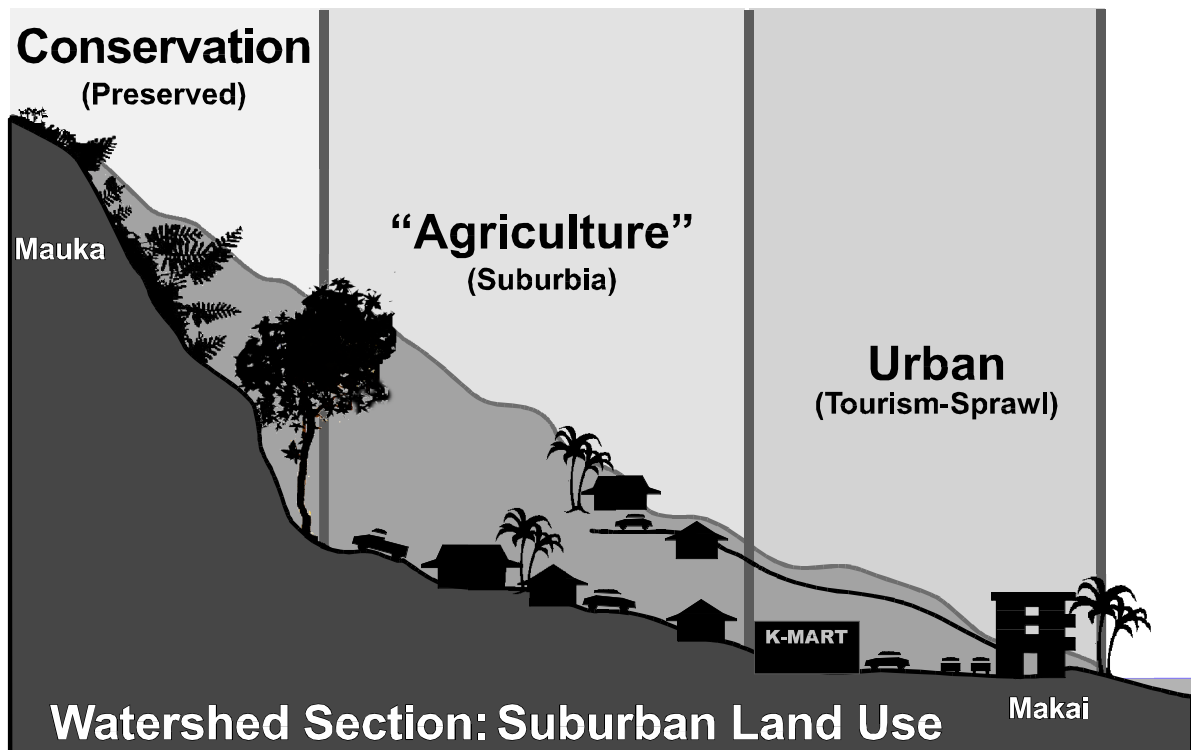 Conservation
(Preserved)
Mauka
“Agriculture”
(Suburbia)
Urban
(Tourism-Sprawl)
K-MART
Makai
Watershed Section: Suburban Land Use